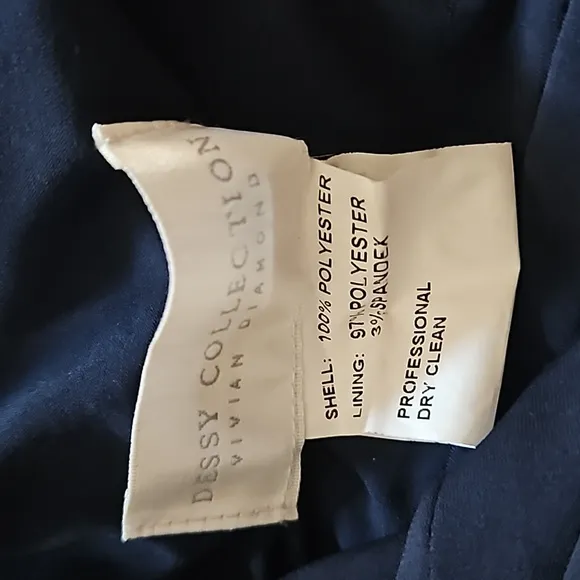 DESSY COLLECTION
VIVIAN DIAMOND
SHELL: 100% POLYESTER
LINING: 97% POLYESTER
3% SPANDEX
PROFESSIONAL
DRY CLEAN